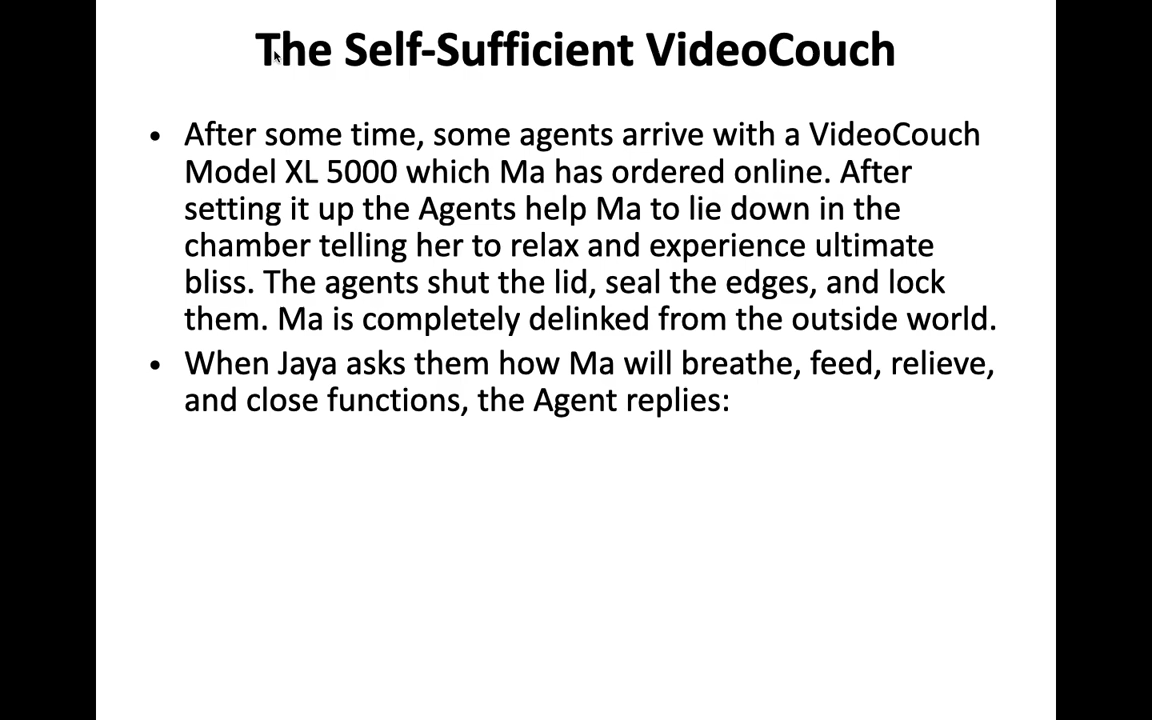 The Self-Sufficient VideoCouch
• After some time, some agents arrive with a VideoCouch
Model XL 5000 which Ma has ordered online. After
setting it up the Agents help Ma to lie down in the
chamber telling her to relax and experience ultimate
bliss. The agents shut the lid, seal the edges, and lock
them. Ma is completely delinked from the outside world.
• When Jaya asks them how Ma will breathe, feed, relieve,
and close functions, the Agent replies: